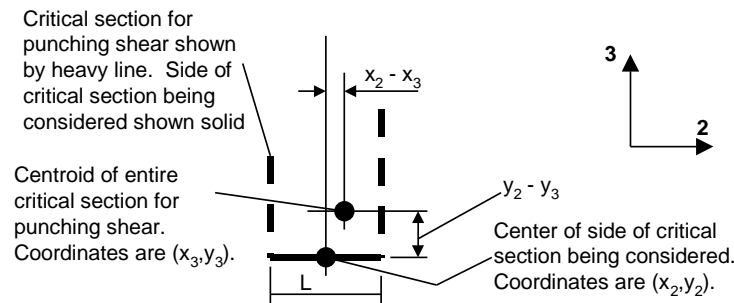 Critical section for
punching shear shown
by heavy line. Side of
critical section being
considered shown solid
x2 - x3
3
2
Centroid of entire
critical section for
punching shear.
Coordinates are (x3,y3).
y2 - y3
Center of side of critical
section being considered.
Coordinates are (x2,y2).
L